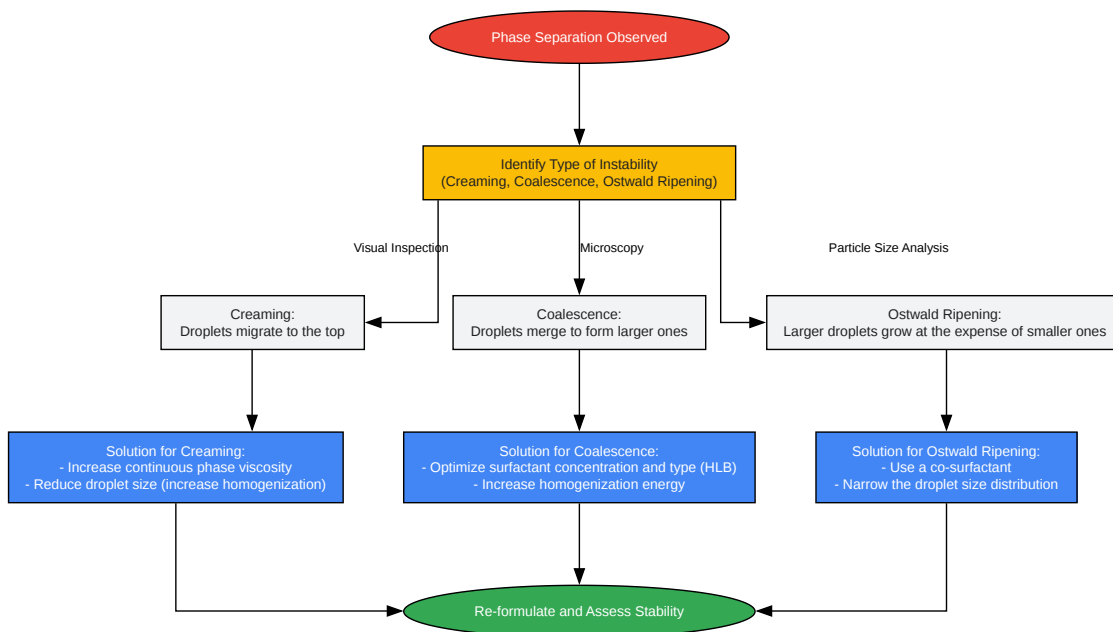 Phase Separation Observed
Identify Type of Instability
(Creaming, Coalescence, Ostwald Ripening)
Visual Inspection
Microscopy
Particle Size Analysis
Creaming:
Droplets migrate to the top
Coalescence:
Droplets merge to form larger ones
Ostwald Ripening:
Larger droplets grow at the expense of smaller ones
Solution for Creaming:
- Increase continuous phase viscosity
- Reduce droplet size (increase homogenization)
Solution for Coalescence:
- Optimize surfactant concentration and type (HLB)
- Increase homogenization energy
Solution for Ostwald Ripening:
- Use a co-surfactant
- Narrow the droplet size distribution
Re-formulate and Assess Stability